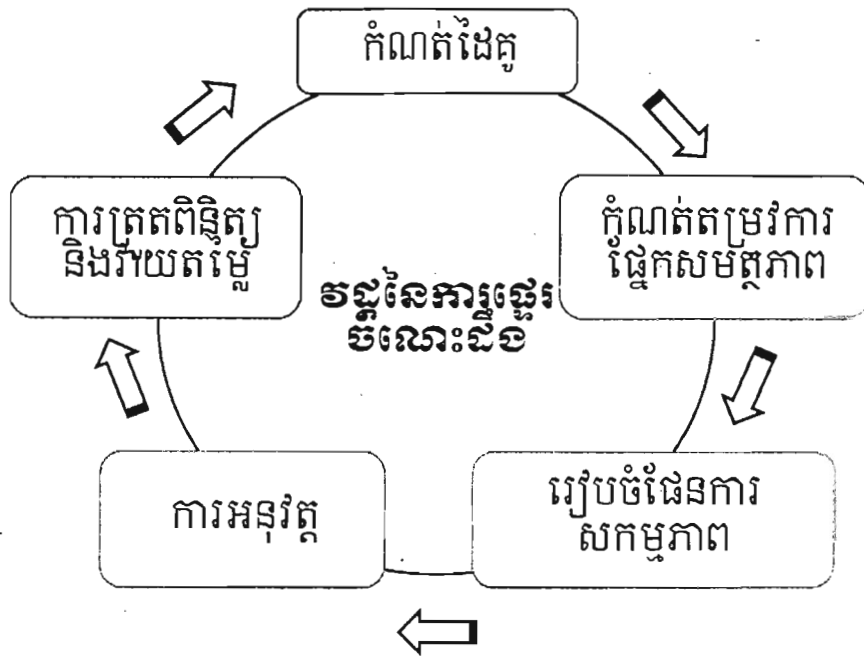 កំណត់ដៃគូ
ការត្រួតពិនិត្យ
និងវាយតម្លៃ
កំណត់តម្រូវការ
ផ្នែកសមត្ថភាព
វដ្តនៃការផ្ទេរ
ចំណេះដឹង
ការអនុវត្ត
រៀបចំផែនការ
សកម្មភាព